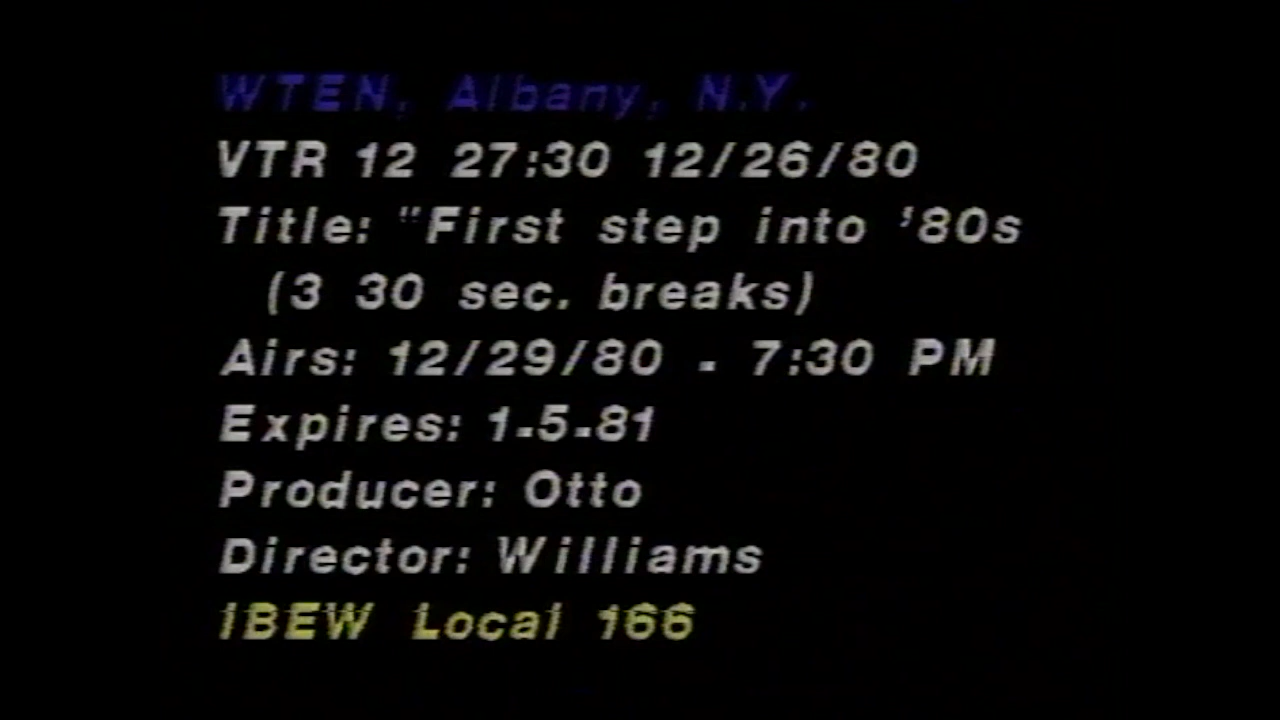 WTEN, Albany, N.Y.
VTR 12 27:30 12/26/80
Title: "First step into '80s
(3 30 sec. breaks)
Airs: 12/29/80 - 7:30 PM
Expires: 1-5-81
Producer: Otto
Director: Williams
IBEW Local 166